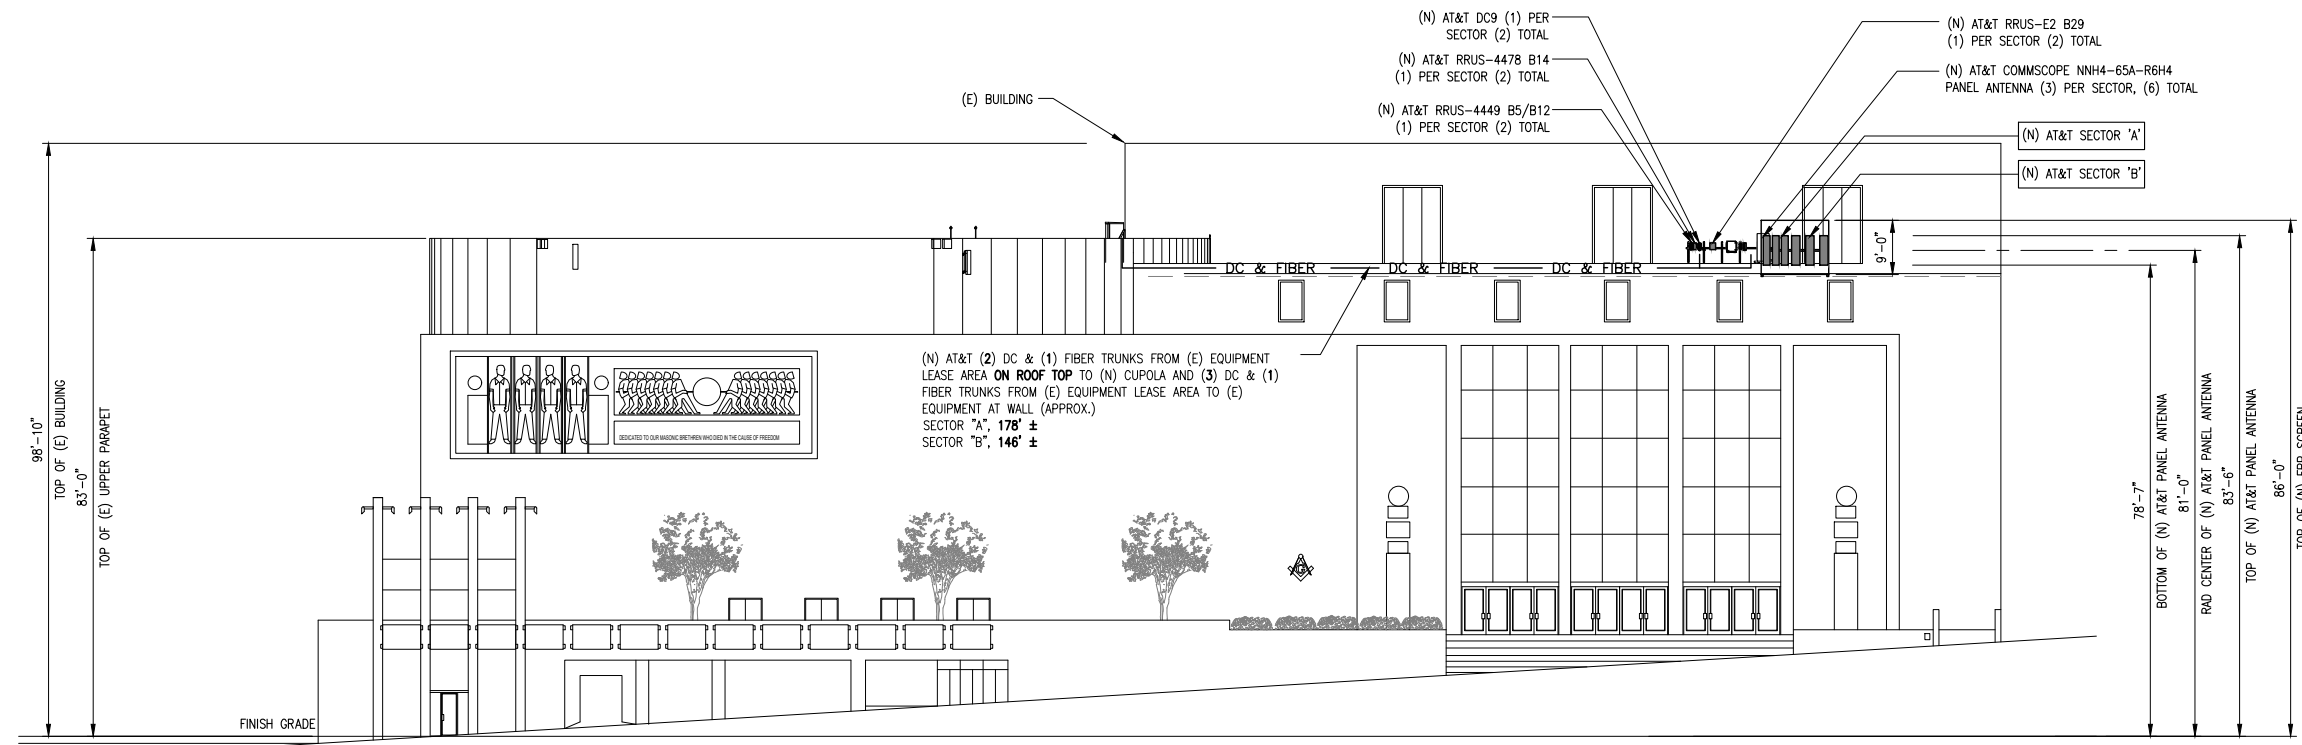 (N) AT&T DC9 (1) PER
SECTOR (2) TOTAL
(N) AT&T RRUS-4478 B14
(1) PER SECTOR (2) TOTAL
(N) AT&T RRUS-4449 B5/B12
(1) PER SECTOR (2) TOTAL
(N) AT&T RRUS-E2 B29
(1) PER SECTOR (2) TOTAL
(N) AT&T COMMSCOPE NNH4-65A-R6H4
PANEL ANTENNA (3) PER SECTOR, (6) TOTAL
(N) AT&T SECTOR 'A'
(N) AT&T SECTOR 'B'
(E) BUILDING
9'-0"
DC & FIBER
DC & FIBER
DC & FIBER
(N) AT&T (2) DC & (1) FIBER TRUNKS FROM (E) EQUIPMENT
LEASE AREA ON ROOF TOP TO (N) CUPOLA AND (3) DC & (1)
FIBER TRUNKS FROM (E) EQUIPMENT LEASE AREA TO (E)
EQUIPMENT AT WALL (APPROX.)
SECTOR "A", 178' ±
SECTOR "B", 146' ±
DEDICATED TO OUR MASONIC BRETHREN WHO DIED IN THE CAUSE OF FREEDOM
G
98'-10"
TOP OF (E) BUILDING
83'-0"
TOP OF (E) UPPER PARAPET
78'-7"
BOTTOM OF (N) AT&T PANEL ANTENNA
81'-0"
RAD CENTER OF (N) AT&T PANEL ANTENNA
83'-6"
TOP OF (N) AT&T PANEL ANTENNA
86'-0"
TOP OF (N) FRP SCREEN
FINISH GRADE